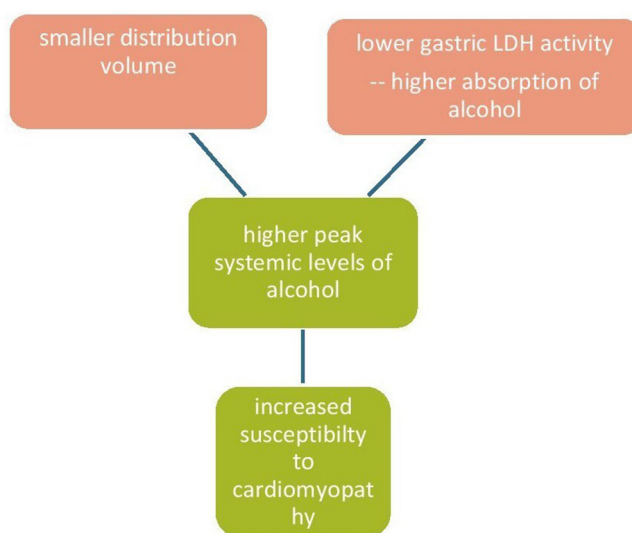 smaller distribution
volume
lower gastric LDH activity
-- higher absorption of
alcohol
higher peak
systemic levels of
alcohol
increased
susceptibilty
to
cardiomyopat
hy